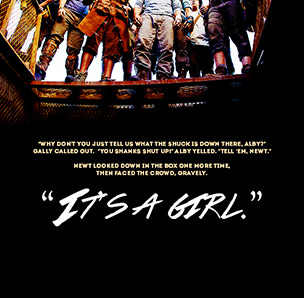 "WHY DON'T YOU JUST TELL US WHAT THE SHUCK IS DOWN THERE, ALBY?"
GALLY CALLED OUT. "YOU SHANKS SHUT UP!" ALBY YELLED. "TELL 'EM, NEWT."
NEWT LOOKED DOWN IN THE BOX ONE MORE TIME,
THEN FACED THE CROWD, GRAVELY.
"IT'S A GIRL."